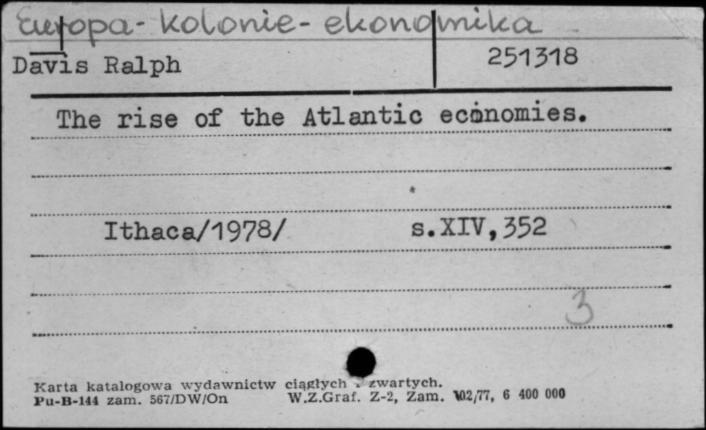 Europa - kolonie - ekonomika
Davis Ralph 251318
The rise of the Atlantic economies.
Ithaca/1978/ s.XIV,352
3
Karta katalogowa wydawnictw ciągłych i zwartych.
Pu-B-144 zam. 567/DW/On W.Z.Graf. Z-2, Zam. 102/77, 6 400 000